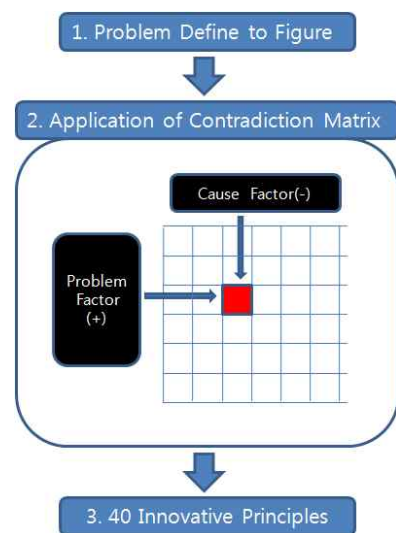 1. Problem Define to Figure
2. Application of Contradiction Matrix
Cause Factor(-)
Problem
Factor
(+)
3. 40 Innovative Principles